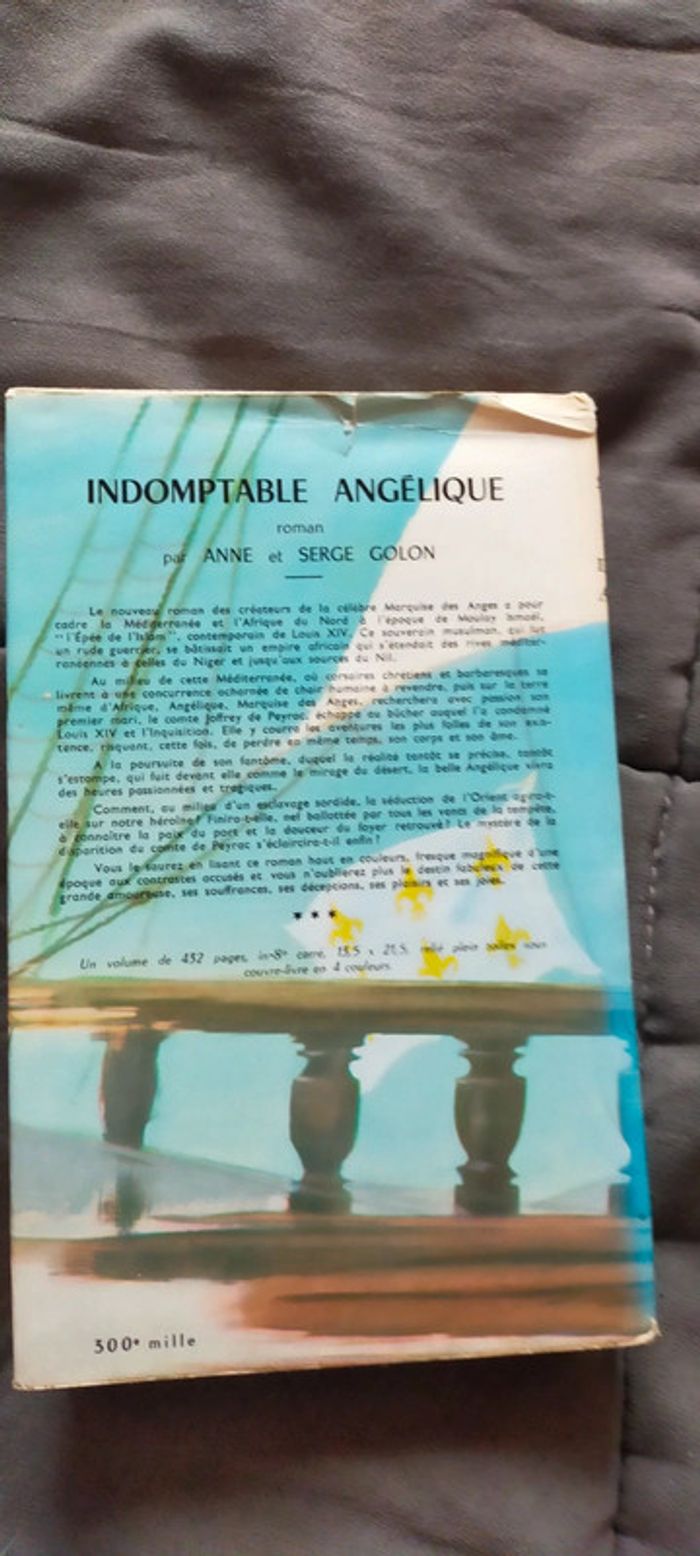 INDOMPTABLE ANGÉLIQUE
roman
par ANNE et SERGE GOLON
Le nouveau roman des créateurs de la célèbre Marquise des Anges a pour
cadre la Méditerranée et l'Afrique du Nord à l'époque de Moulay Ismaël,
"l'Épée de l'Islam", contemporain de Louis XIV. Ce souverain musulman, qui fut
un rude guerrier, se bâtissait un empire africain qui s'étendait des rives méditer-
ranéennes à celles du Niger et jusqu'aux sources du Nil.
Au milieu de cette Méditerranée, où corsaires chrétiens et barbaresques se
livrent à une concurrence acharnée de chair humaine à revendre, puis sur la terre
même d'Afrique, Angélique, Marquise des Anges, recherchera avec passion son
premier mari, le comte Joffrey de Peyrac, échappé au bûcher auquel l'a condamné
Louis XIV et l'Inquisition. Elle y courra les aventures les plus folles de son exis-
tence, risquant, cette fois, de perdre en même temps, son corps et son âme.
A la poursuite de son fantôme, duquel la réalité tantôt se précise, tantôt
s'estompe, qui fuit devant elle comme le mirage du désert, la belle Angélique vivra
des heures passionnées et tragiques.
Comment, au milieu d'un esclavage sordide, la séduction de l'Orient agira-t-
elle sur notre héroïne? Finira-t-elle, nef ballottée par tous les vents de la tempête,
à connaître la paix du port et la douceur du foyer retrouvé? Le mystère de la
disparition du comte de Peyrac s'éclaircira-t-il enfin?
Vous le saurez en lisant ce roman haut en couleurs, fresque magnifique d'une
époque aux contrastes accusés et vous n'oublierez plus le destin fabuleux de cette
grande amoureuse, ses souffrances, ses déceptions, ses plaisirs et ses joies.
★★★
Un volume de 452 pages, in-8° carré, 13,5 x 21,5, relié plein sous
couvre-livre en 4 couleurs.
300e mille